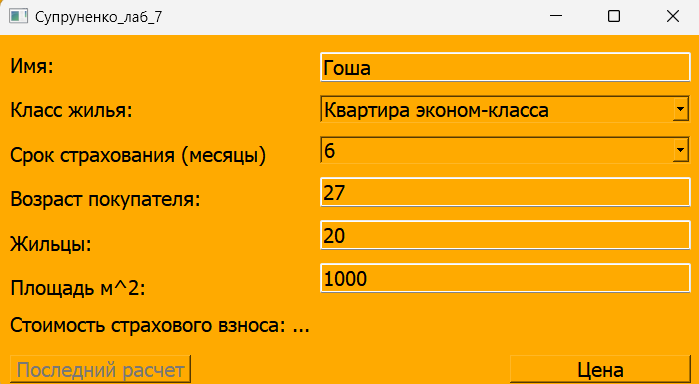 Супруненко_лаб_7
Имя: Гоша
Класс жилья: Квартира эконом-класса
Срок страхования (месяцы) 6
Возраст покупателя: 27
Жильцы: 20
Площадь м^2: 1000
Стоимость страхового взноса: ...
Последний расчет Цена